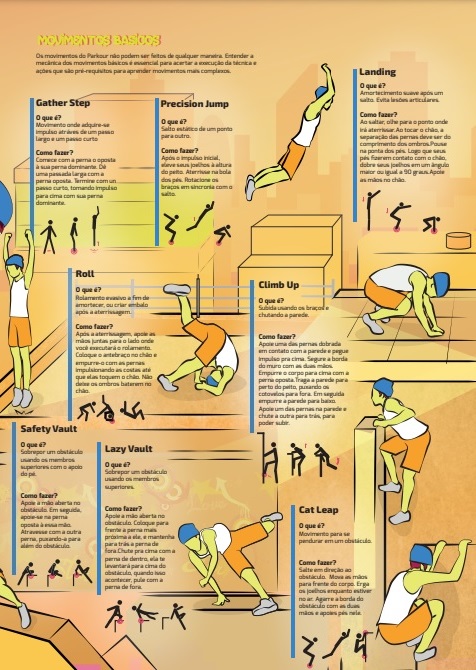 MOVIMENTOS BÁSICOS
Os movimentos do Parkour não podem ser feitos de qualquer maneira. Entender a
mecânica dos movimentos básicos é essencial para acertar a execução da técnica e
ações que são pré-requisitos para aprender movimentos mais complexos.
Gather Step
O que é?
Movimento onde adquire-se
impulso atráves de um passo
largo e um passo curto
Como fazer?
Comece com a perna o oposta
à sua perna dominante. Dê
uma passada larga com a
perna oposta. Termine com um
passo curto, tomando impulso
para cima com sua perna
dominante.
Precision Jump
O que é?
Salto estático de um ponto
para outro.
Como fazer?
Após o impulso inicial,
eleve seus joelhos à altura
do peito. Aterrisse na bola
dos pés. Rotacione os
braços em sincronia com o
salto.
Landing
O que é?
Amortecimento suave após um
salto. Evita lesões articulares.
Como fazer?
Ao saltar, olhe para o ponto onde
irá aterrissar. Ao tocar o chão, a
separação das pernas deve ser do
comprimento dos ombros.Pouse
na ponta dos pés. Logo que seus
pés fizerem contato com o chão,
dobre seus joelhos em um ângulo
maior ou igual a 90 graus.Apoie
as mãos no chão.
Roll
O que é?
Rolamento evasivo a fim de
amortecer, ou criar embalo
após a aterrissagem.
Como fazer?
Após a aterrissagem, apoie as
mãos juntas para o lado onde
você executará o rolamento.
Coloque o antebraço no chão e
empurre-o com as pernas
impulsionando as costas até
que elas toquem o chão. Não
deixe os ombros baterem no
chão.
Climb Up
O que é?
Subida usando os braços e
chutando a parede.
Como fazer?
Apoie uma das pernas dobrada
em contato com a parede e pegue
impulso pra cima. Segure a borda
do muro com as duas mãos.
Empurre o corpo para cima com a
perna oposta.Traga a parede para
perto do peito, puxando os
cotovelos para fora. Em seguida
empurre a parede para baixo.
Apoie um das pernas na parede e
chute a outra para trás, para
poder subir.
Safety Vault
O que é?
Sobrepor um obstáculo
usando os membros
superiores com o apoio
do pé.
Como fazer?
Apoie a mão aberta no
obstáculo. Em seguida,
apoie-se na perna
oposta à essa mão.
Atravesse com a outra
perna, puxando-a para
além do obstáculo.
Lazy Vault
O que é?
Sobrepor um obstáculo
usando os membros
superiores.
Como fazer?
Apoie a mão aberta no
obstáculo. Coloque para
frente a perna mais
próxima a ele, e mantenha
para trás a perna de
fora.Chute pra cima com a
perna de dentro, ela te
levantará para cima do
obstáculo, quando isso
acontecer, pule com a
perna de fora.
Cat Leap
O que é?
Movimento para se
pendurar em um obstáculo.
Como fazer?
Salte em direção ao
obstáculo. Mova as mãos
para frente do corpo. Erga
os joelhos enquanto estiver
no ar. Agarre a borda do
obstáculo com as duas
mãos e apoies pés nele.